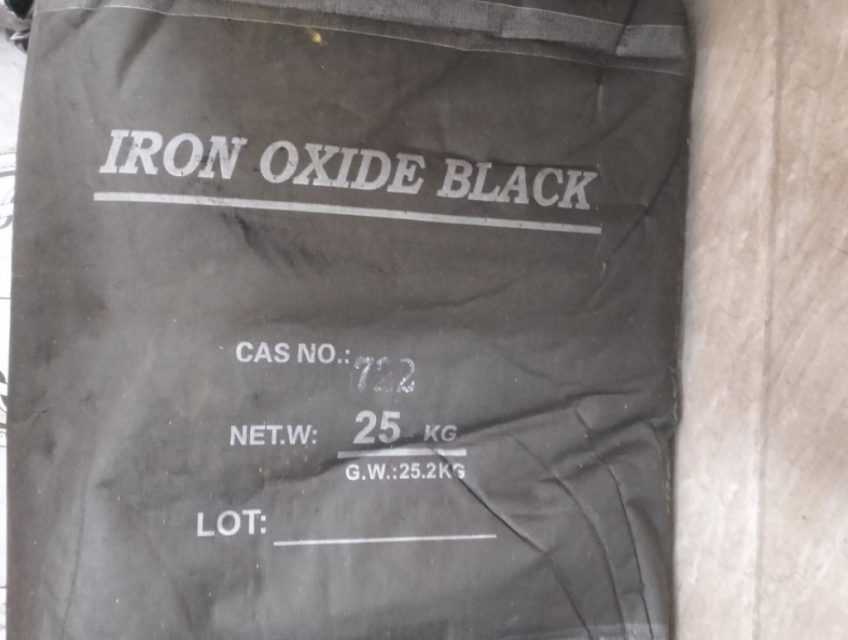 IRON OXIDE BLACK
CAS NO.: 722
NET.W: 25 KG
G.W.:25.2KG
LOT: